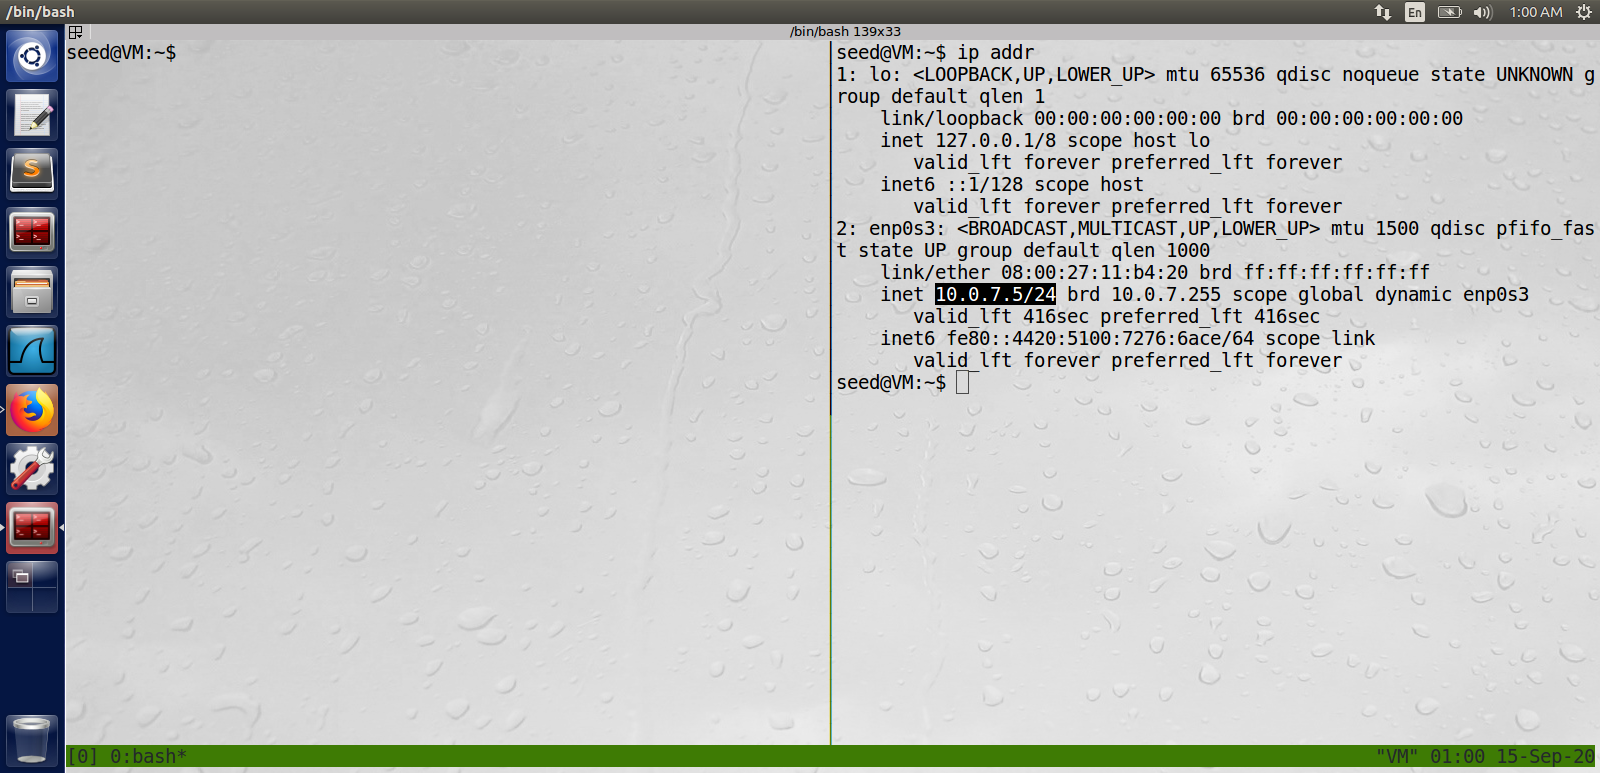 /bin/bash
En
1:00 AM
/bin/bash 139x33
seed@VM:~$
seed@VM:~$ ip addr
1: lo: <LOOPBACK,UP,LOWER_UP> mtu 65536 qdisc noqueue state UNKNOWN g
roup default qlen 1
    link/loopback 00:00:00:00:00:00 brd 00:00:00:00:00:00
    inet 127.0.0.1/8 scope host lo
       valid_lft forever preferred_lft forever
    inet6 ::1/128 scope host
       valid_lft forever preferred_lft forever
2: enp0s3: <BROADCAST,MULTICAST,UP,LOWER_UP> mtu 1500 qdisc pfifo_fas
t state UP group default qlen 1000
    link/ether 08:00:27:11:b4:20 brd ff:ff:ff:ff:ff:ff
    inet 10.0.7.5/24 brd 10.0.7.255 scope global dynamic enp0s3
       valid_lft 416sec preferred_lft 416sec
    inet6 fe80::4420:5100:7276:6ace/64 scope link
       valid_lft forever preferred_lft forever
seed@VM:~$
[0] 0:bash*
"VM" 01:00 15-Sep-20